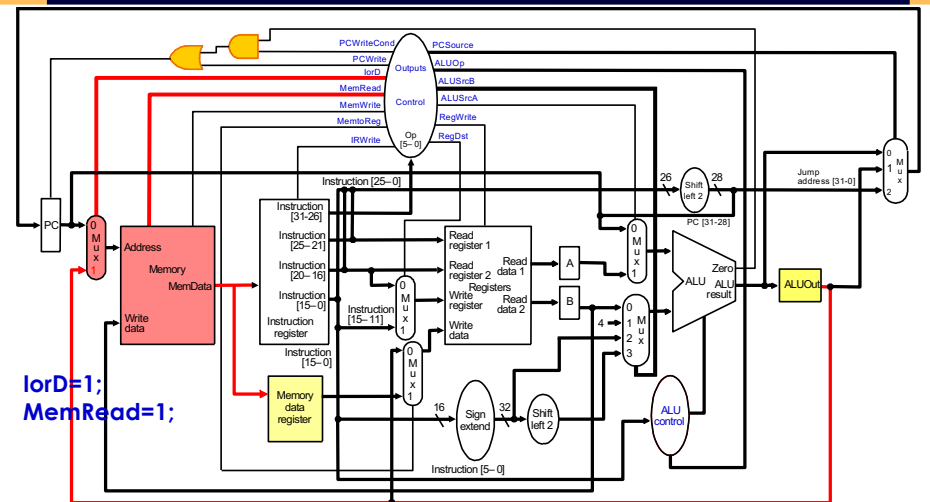 PCWriteCond
PCSource
PCWrite
Outputs
ALUOp
IorD
ALUSrcB
MemRead
Control
ALUSrcA
MemWrite
RegWrite
MemtoReg
Op
[5–0]
RegDst
IRWrite
Instruction [25–0]
26
Shift
left 2
28
Jump
address [31-0]
0
1
2
M
u
x
PC [31-28]
PC
0
M
u
x
1
Address
Memory
MemData
Write
data
Instruction
[31-26]
Instruction
[25–21]
Instruction
[20–16]
Instruction
[15–0]
Instruction
register
Instruction
[15–11]
Instruction
[15–0]
0
M
u
x
1
0
M
u
x
1
Read
register 1
Read
register 2
Registers
Write
register
Write
data
Read
data 1
Read
data 2
A
B
0
M
u
x
1
4
0
1
2
3
M
u
x
Zero
ALU
ALU
result
ALUOut
IorD=1;
MemRead=1;
Memory
data
register
16
Sign
extend
32
Shift
left 2
ALU
control
Instruction [5–0]